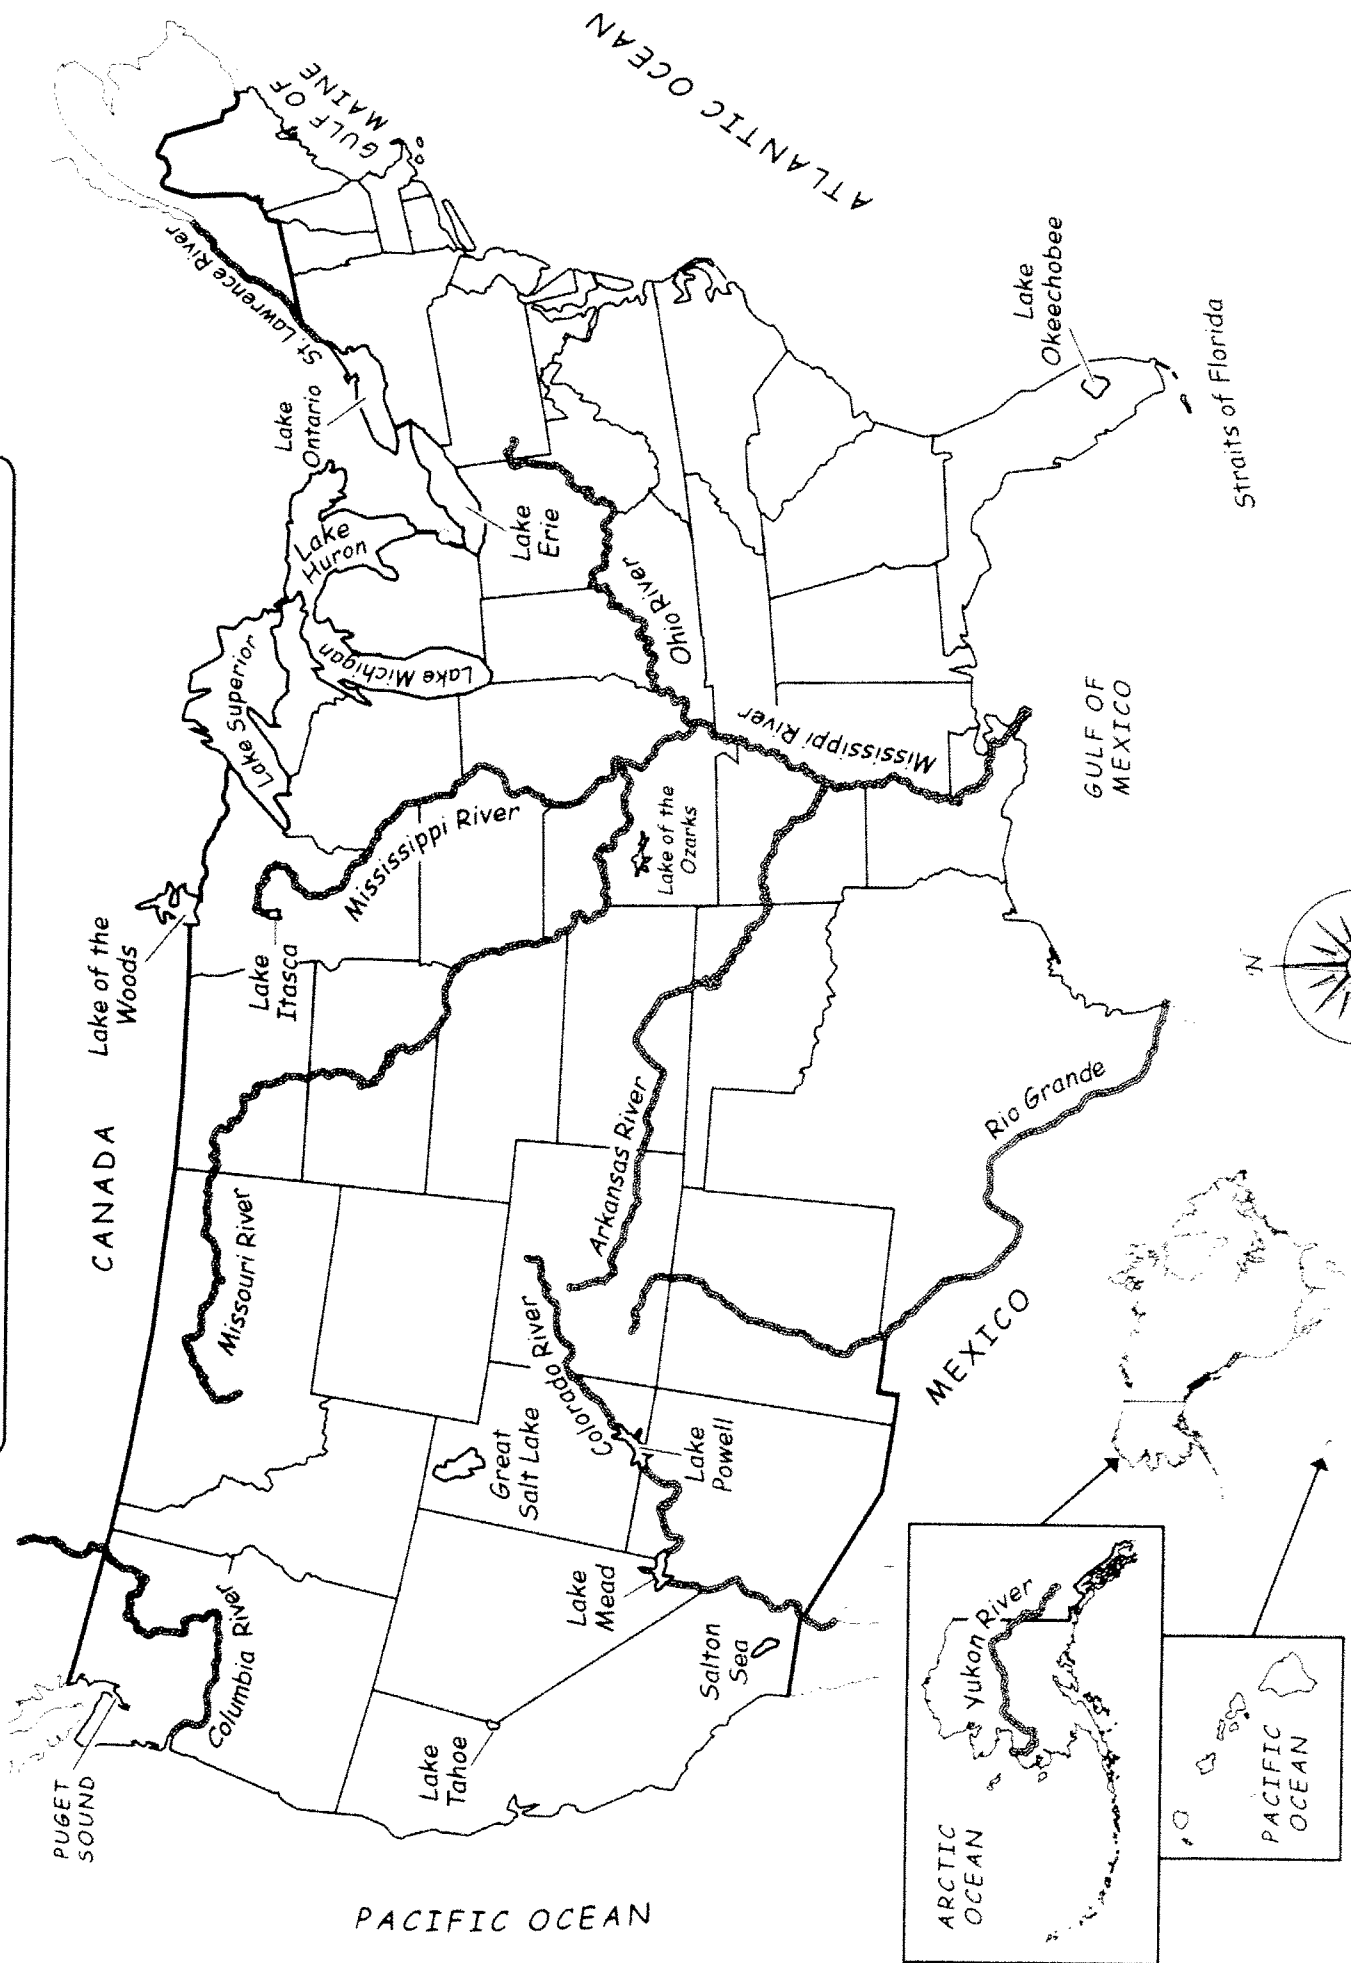 CANADA
PUGET
SOUND
Columbia River
Missouri River
Lake of the
Woods
Lake
Itasca
Mississippi River
Lake Superior
Lake Michigan
Lake
Huron
Lake
Ontario
St. Lawrence River
Lake
Erie
GULF OF
MAINE
ATLANTIC OCEAN
PACIFIC OCEAN
Lake
Tahoe
Great
Salt Lake
Colorado River
Lake
Mead
Lake
Powell
Salton
Sea
Arkansas River
Lake of the
Ozarks
Ohio River
Mississippi River
Rio Grande
MEXICO
GULF OF
MEXICO
Lake
Okeechobee
Straits of Florida
N
ARCTIC
OCEAN
Yukon River
PACIFIC
OCEAN